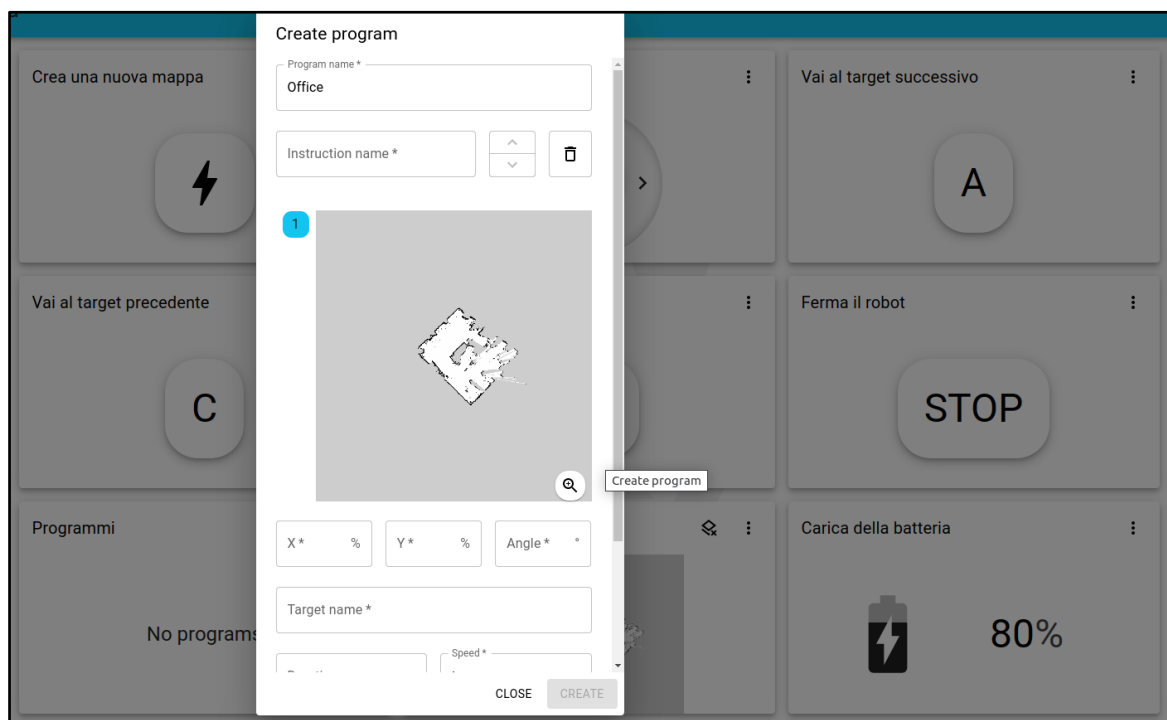 Create program
Program name *
Office
Instruction name *
1
Create program
X * %
Y * %
Angle * °
Target name *
Speed *
CLOSE
CREATE
Crea una nuova mappa
Vai al target successivo
A
Vai al target precedente
C
Ferma il robot
STOP
Programmi
No programs
Carica della batteria
80%